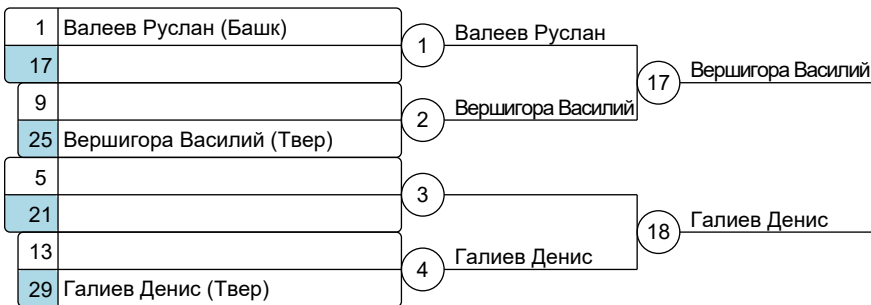 1 Валеев Руслан (Башк)
17
9
25 Вершигора Василий (Твер)
5
21
13
29 Галиев Денис (Твер)
1 Валеев Руслан
2 Вершигора Василий
3
4 Галиев Денис
17 Вершигора Василий
18 Галиев Денис